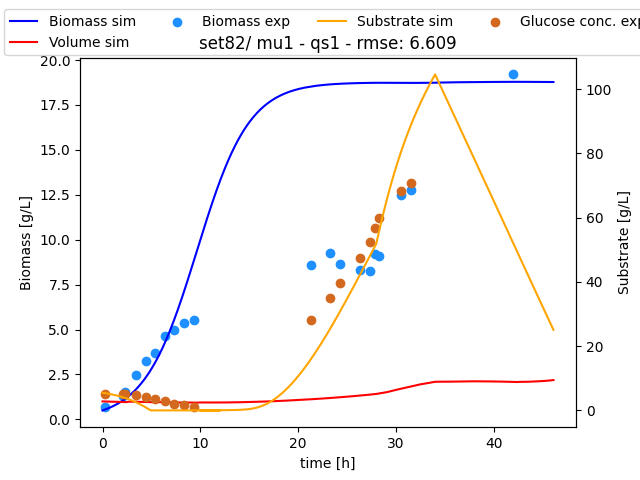 Biomass sim Biomass exp Substrate sim Glucose conc. exp
Volume sim
set82/ mu1 - qs1 - rmse: 6.609
20.0
17.5
15.0
12.5
10.0
7.5
5.0
2.5
0.0
Biomass [g/L]
100
80
60
40
20
0
Substrate [g/L]
0 10 20 30 40
time [h]